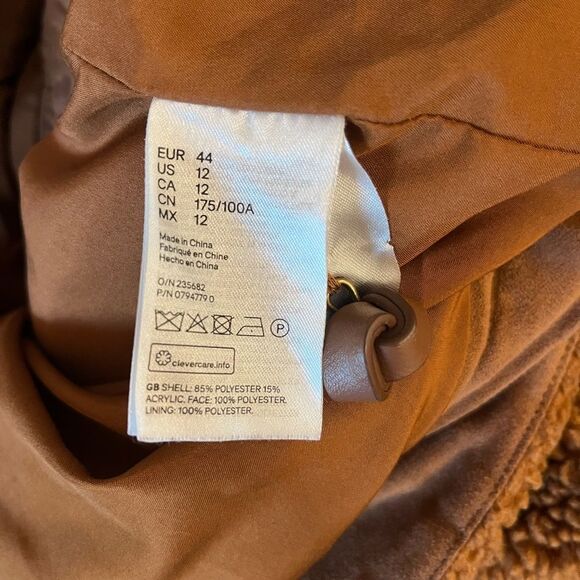 EUR 44
US 12
CA 12
CN 175/100A
MX 12
Made in China
Fabriqué en Chine
Hecho en China
O/N 235682
P/N 0794779 0
P
clevercare.info
GB SHELL: 85% POLYESTER 15%
ACRYLIC. FACE: 100% POLYESTER.
LINING: 100% POLYESTER.